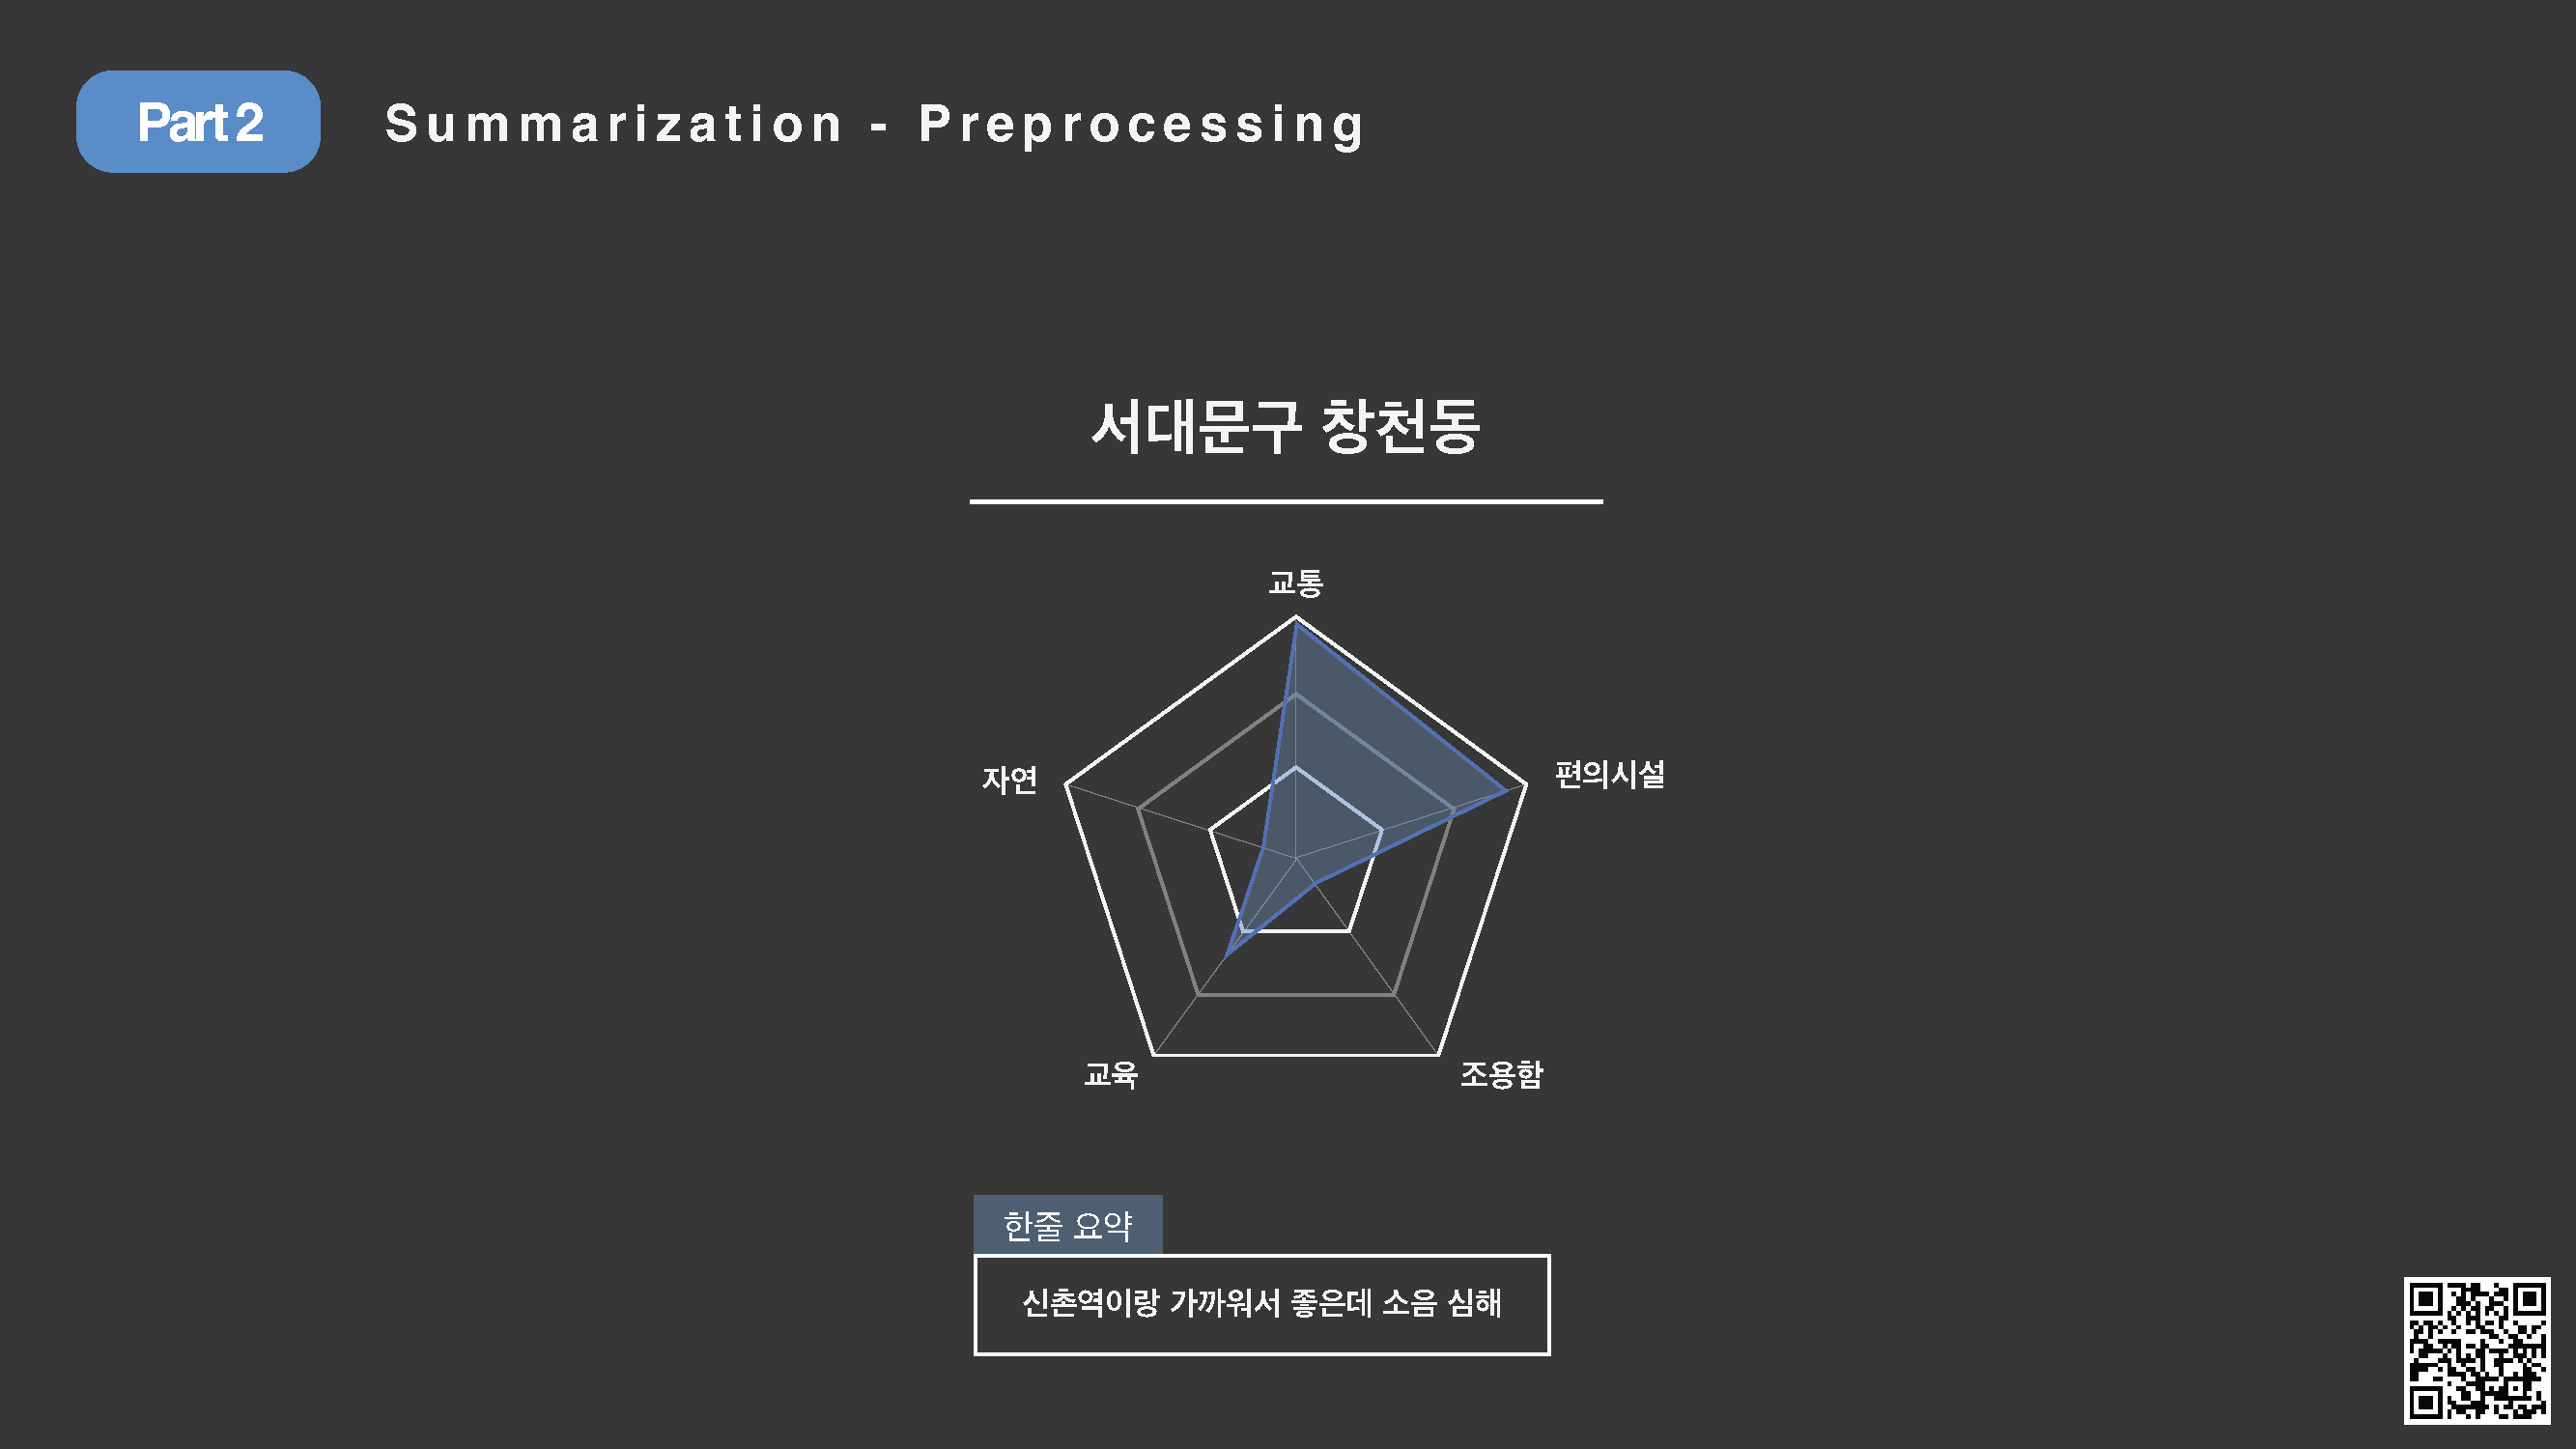 Part 2
Summarization - Preprocessing
서대문구 창천동
교통
자연
편의시설
교육
조용함
한줄 요약
신촌역이랑 가까워서 좋은데 소음 심해